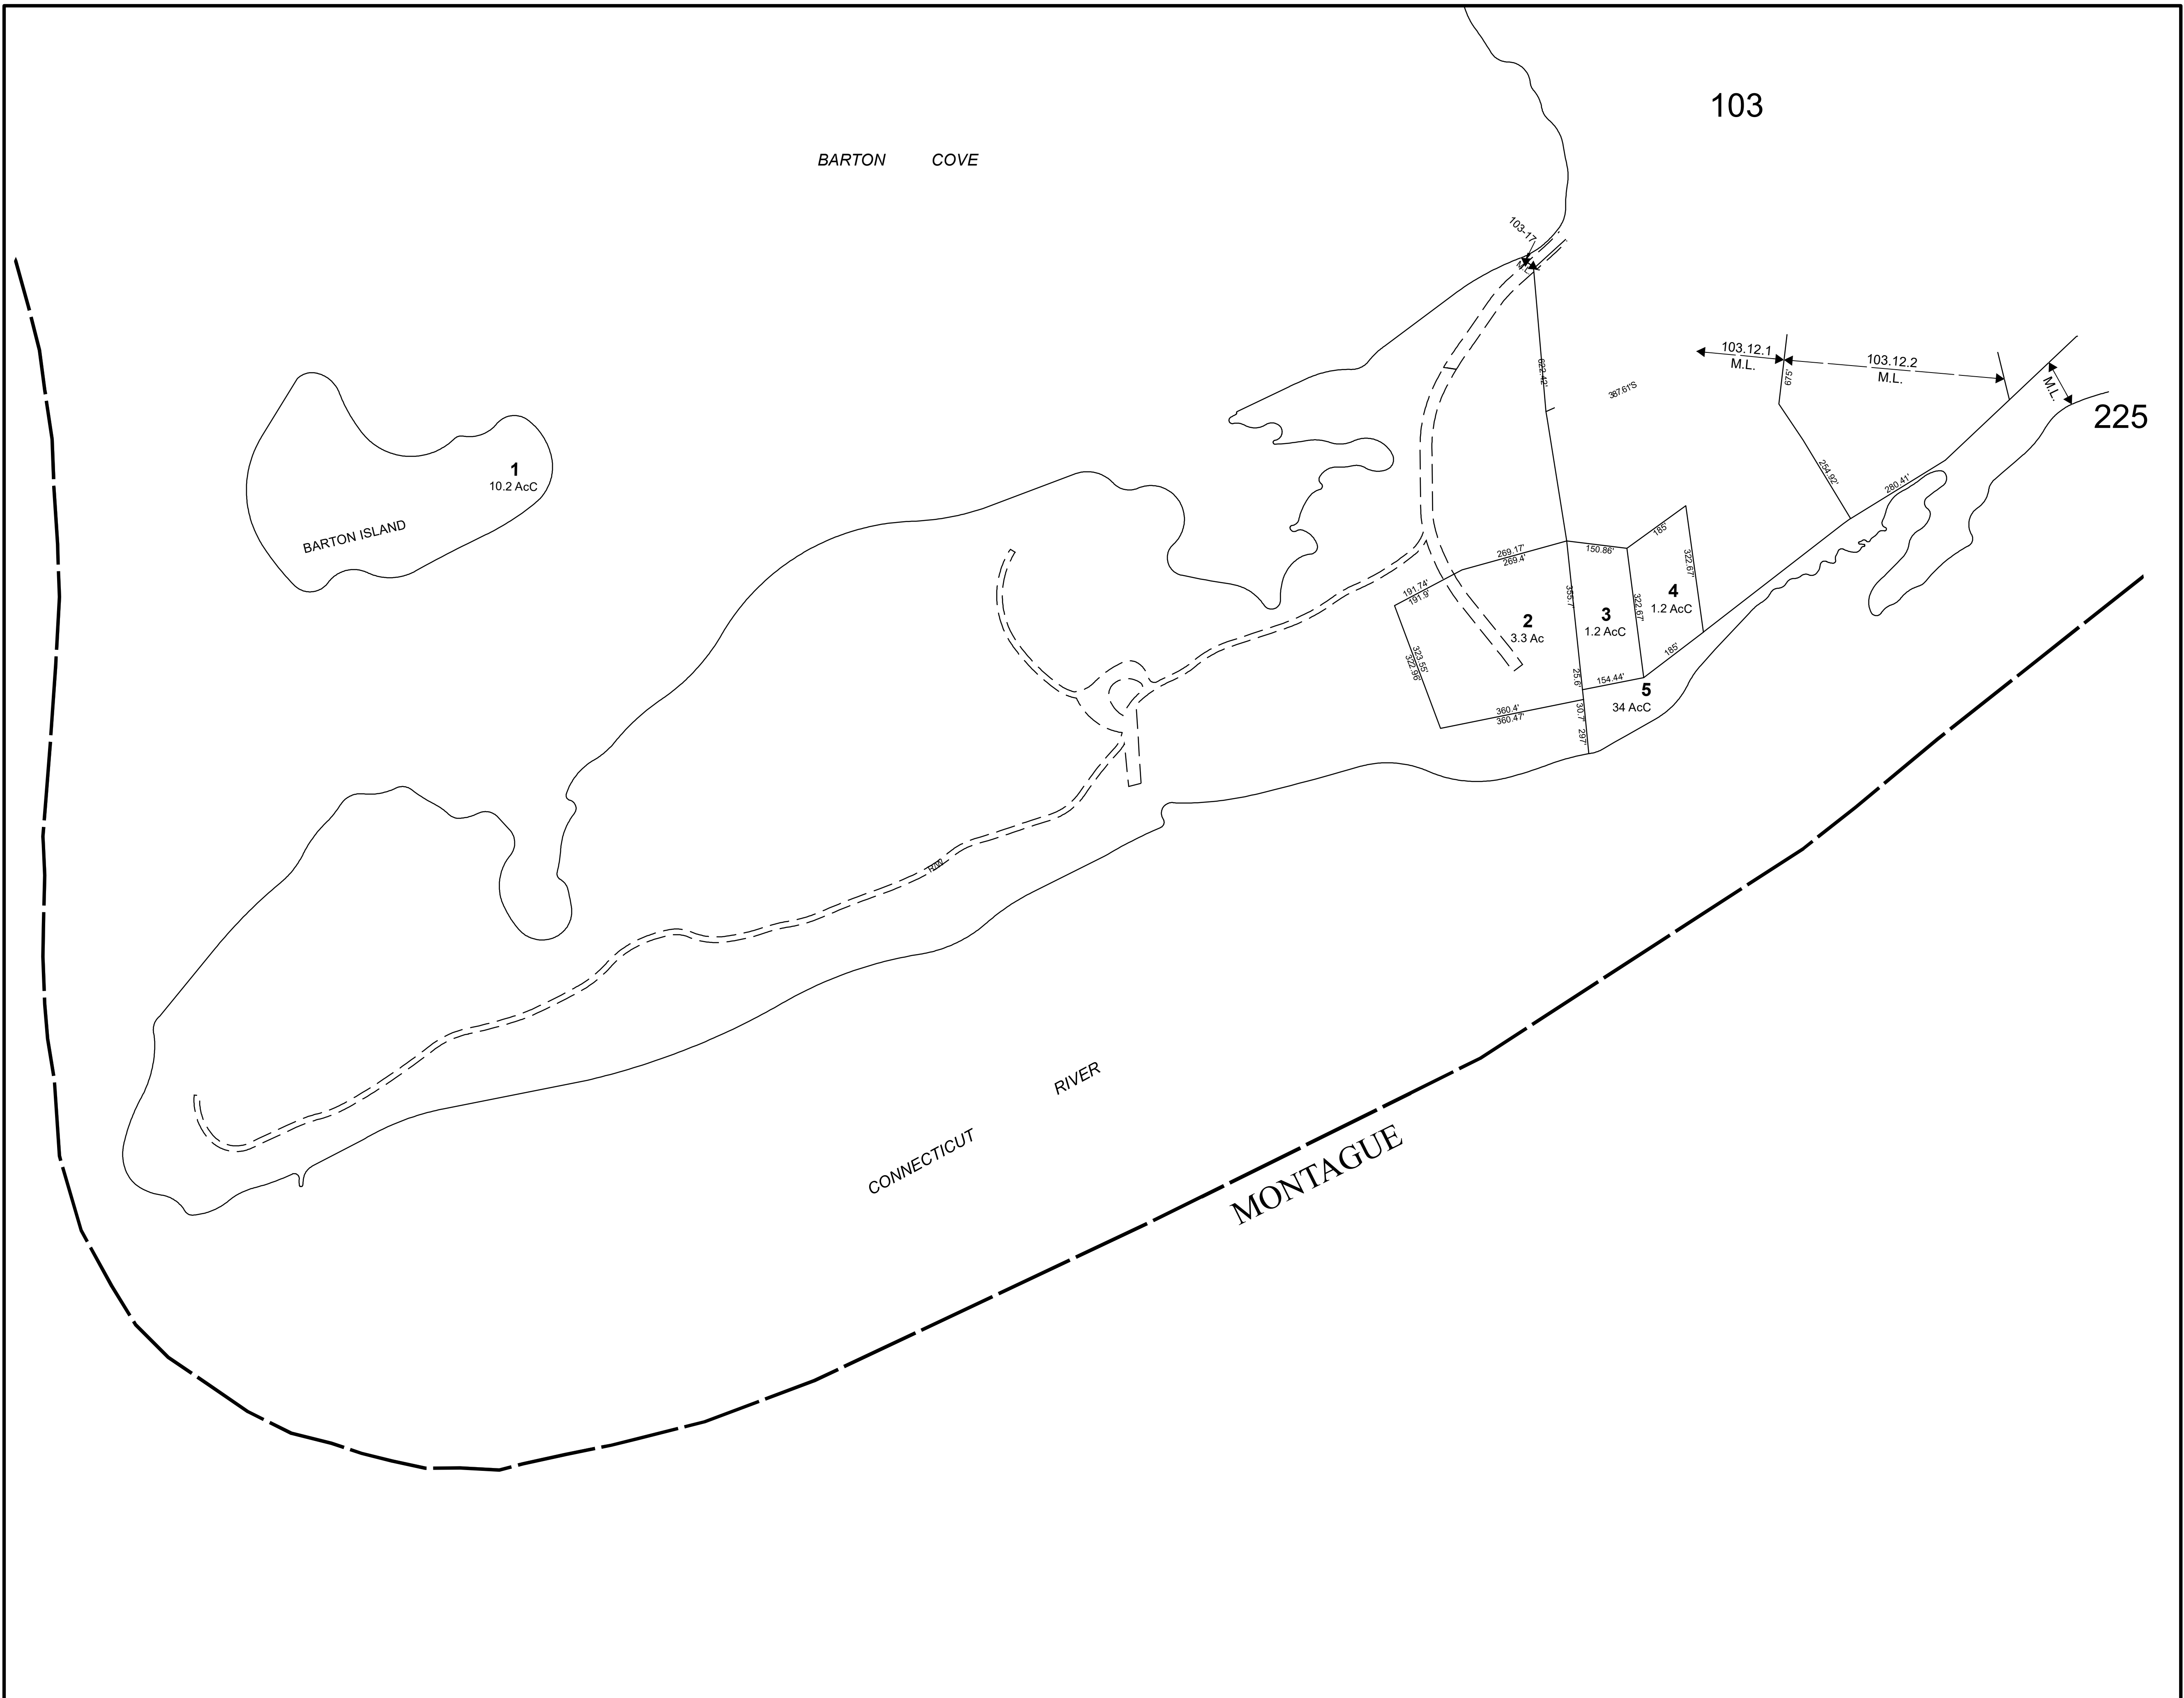 103
BARTON COVE
103-17
M.L.
622.42'
387.61'S
103.12.1
M.L.
675'
103.12.2
M.L.
M.L.
225
254.92'
280.41'
1
10.2 AcC
BARTON ISLAND
269.17'
269.4'
150.86'
185'
322.67'
191.74'
191.9'
355.7'
322.67'
4
1.2 AcC
3
1.2 AcC
2
3.3 Ac
323.55'
322.96'
25.6'
154.44'
185'
5
34 AcC
360.4'
360.47'
30.7'
297'
RIVER
CONNECTICUT
MONTAGUE